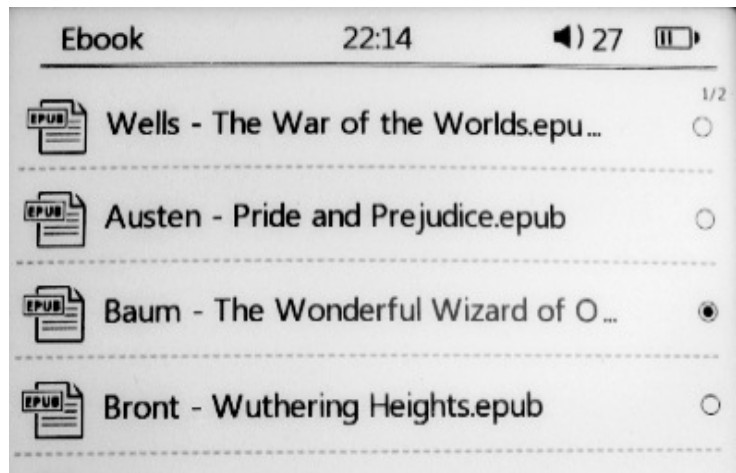 Ebook 22:14 27
1/2
EPUB Wells - The War of the Worlds.epu...
EPUB Austen - Pride and Prejudice.epub
EPUB Baum - The Wonderful Wizard of O...
EPUB Bront - Wuthering Heights.epub